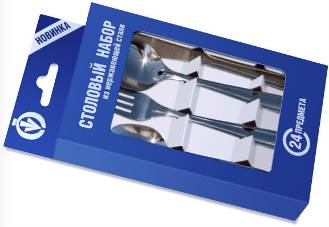 НОВИНКА
СТОЛОВЫЙ НАБОР
из нержавеющей стали
24 ПРЕДМЕТА